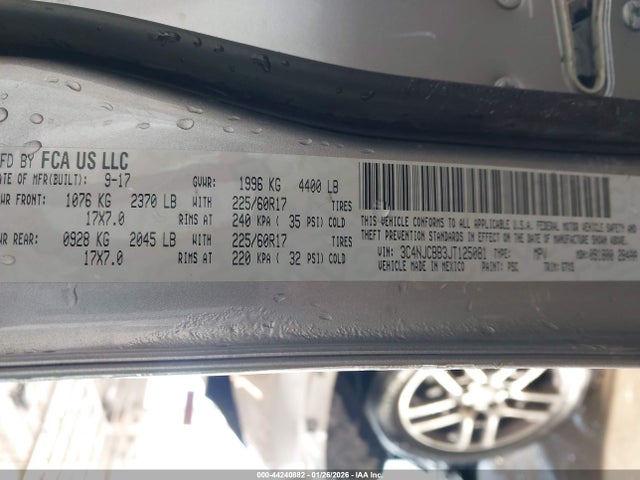 MFD BY FCA US LLC
DATE OF MFR(BUILT): 9-17 GVWR: 1996 KG 4400 LB
WR FRONT: 1076 KG 2370 LB WITH 225/60R17 TIRES
17X7.0 RIMS AT 240 KPA ( 35 PSI) COLD
WR REAR: 0928 KG 2045 LB WITH 225/60R17 TIRES
17X7.0 RIMS AT 220 KPA ( 32 PSI) COLD
THIS VEHICLE CONFORMS TO ALL APPLICABLE U.S.A. FEDERAL MOTOR VEHICLE SAFETY, BUMPER AND
THEFT PREVENTION STANDARDS IN EFFECT ON THE DATE OF MANUFACTURE SHOWN ABOVE.
VIN: 3C4NJCBB3JT125081 TYPE: MPV
VEHICLE MADE IN MEXICO PAINT: PSC TRIM:
000-44240882 | 01/26/2026 | IAA Inc.